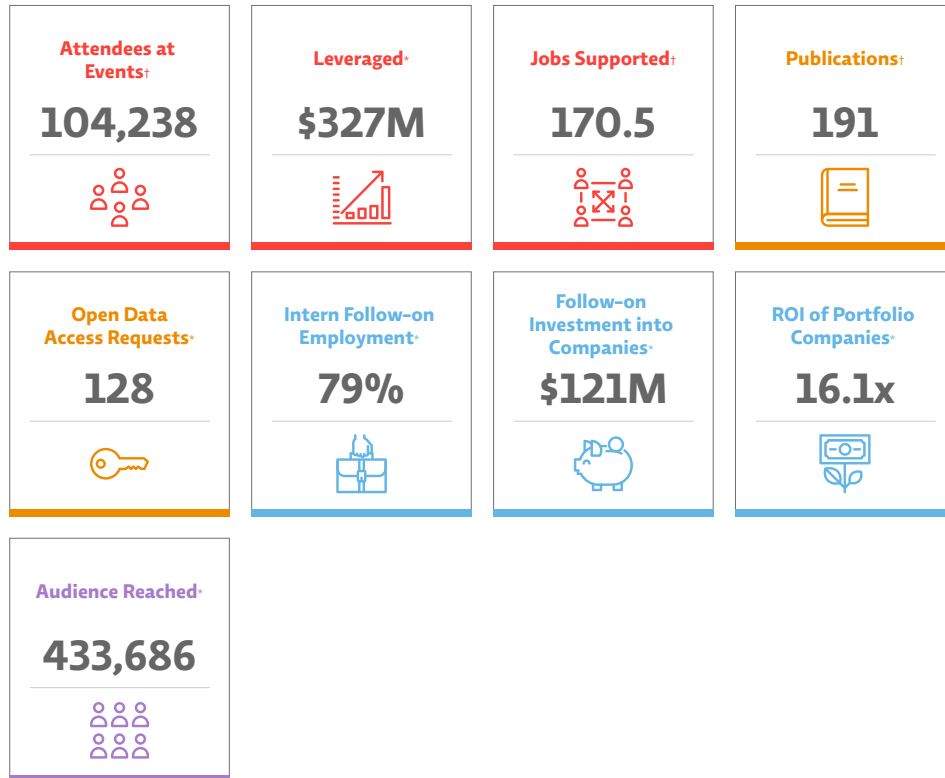 Attendees at
Events†
104,238
Leveraged*
$327M
Jobs Supported†
170.5
Publications†
191
Open Data
Access Requests*
128
Intern Follow-on
Employment*
79%
Follow-on
Investment into
Companies*
$121M
ROI of Portfolio
Companies*
16.1x
Audience Reached*
433,686